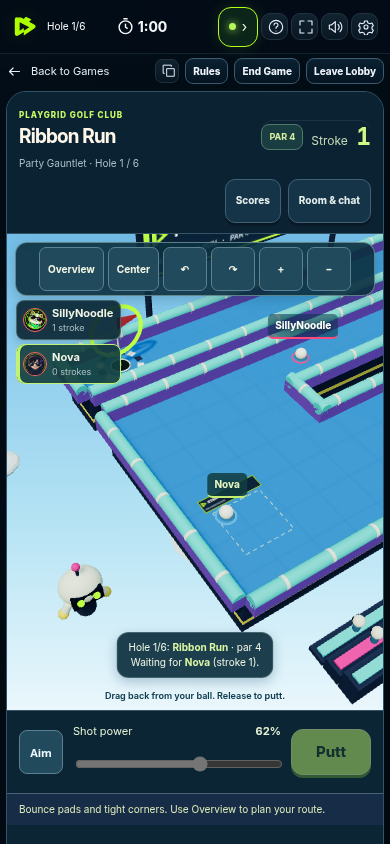 Hole 1/6
1:00
Back to Games
Rules
End Game
Leave Lobby
PLAYGRID GOLF CLUB
Ribbon Run
PAR 4
Stroke 1
Party Gauntlet · Hole 1 / 6
Scores
Room & chat
Overview
Center
↶
↷
+
−
SillyNoodle
1 stroke
SillyNoodle
Nova
0 strokes
Nova
Hole 1/6: Ribbon Run · par 4
Waiting for Nova (stroke 1).
Drag back from your ball. Release to putt.
Aim
Shot power
62%
Putt
Bounce pads and tight corners. Use Overview to plan your route.